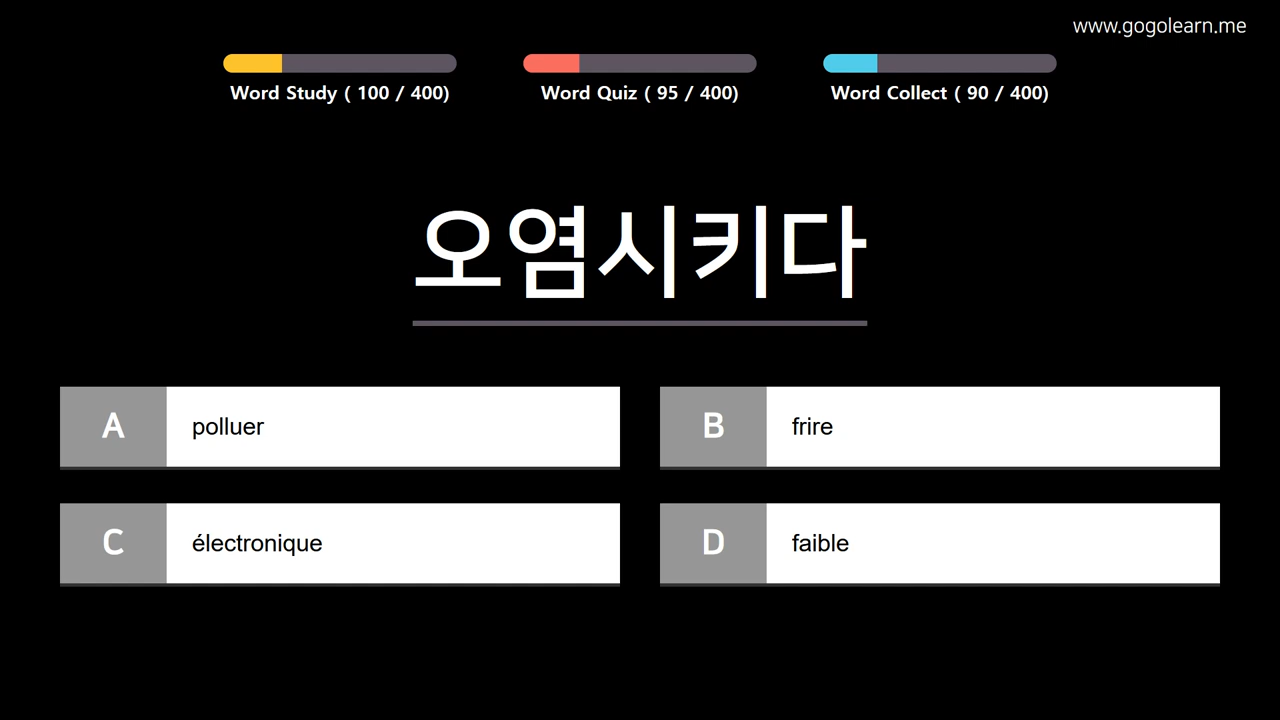 www.gogolearn.me
Word Study ( 100 / 400)
Word Quiz ( 95 / 400)
Word Collect ( 90 / 400)
오염시키다
A polluer
B frire
C électronique
D faible